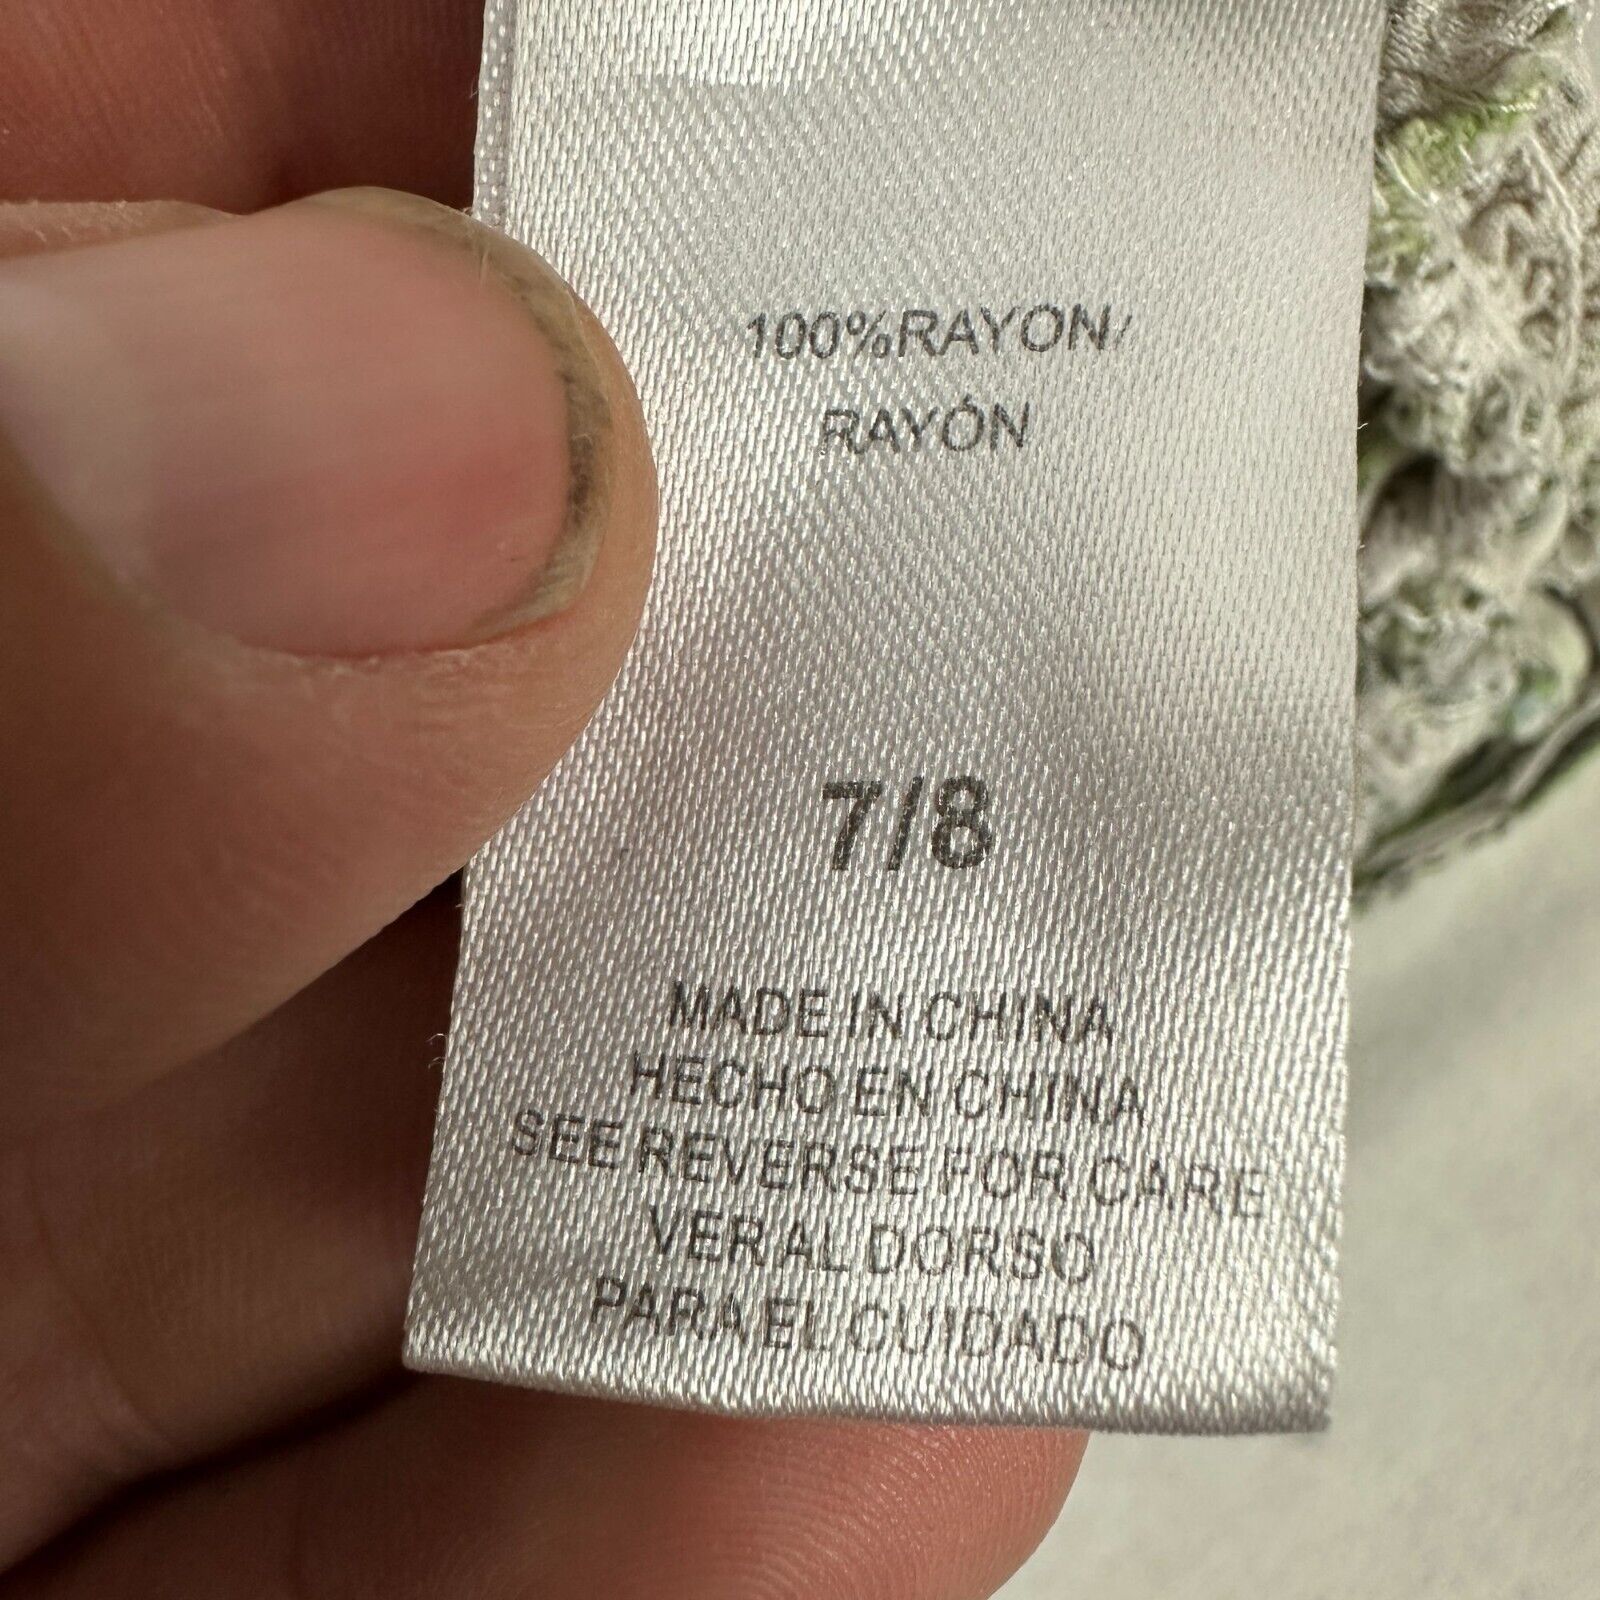 100%RAYON/
RAYÓN
7/8
MADE IN CHINA
HECHO EN CHINA
SEE REVERSE FOR CARE
VER AL DORSO
PARA EL CUIDADO